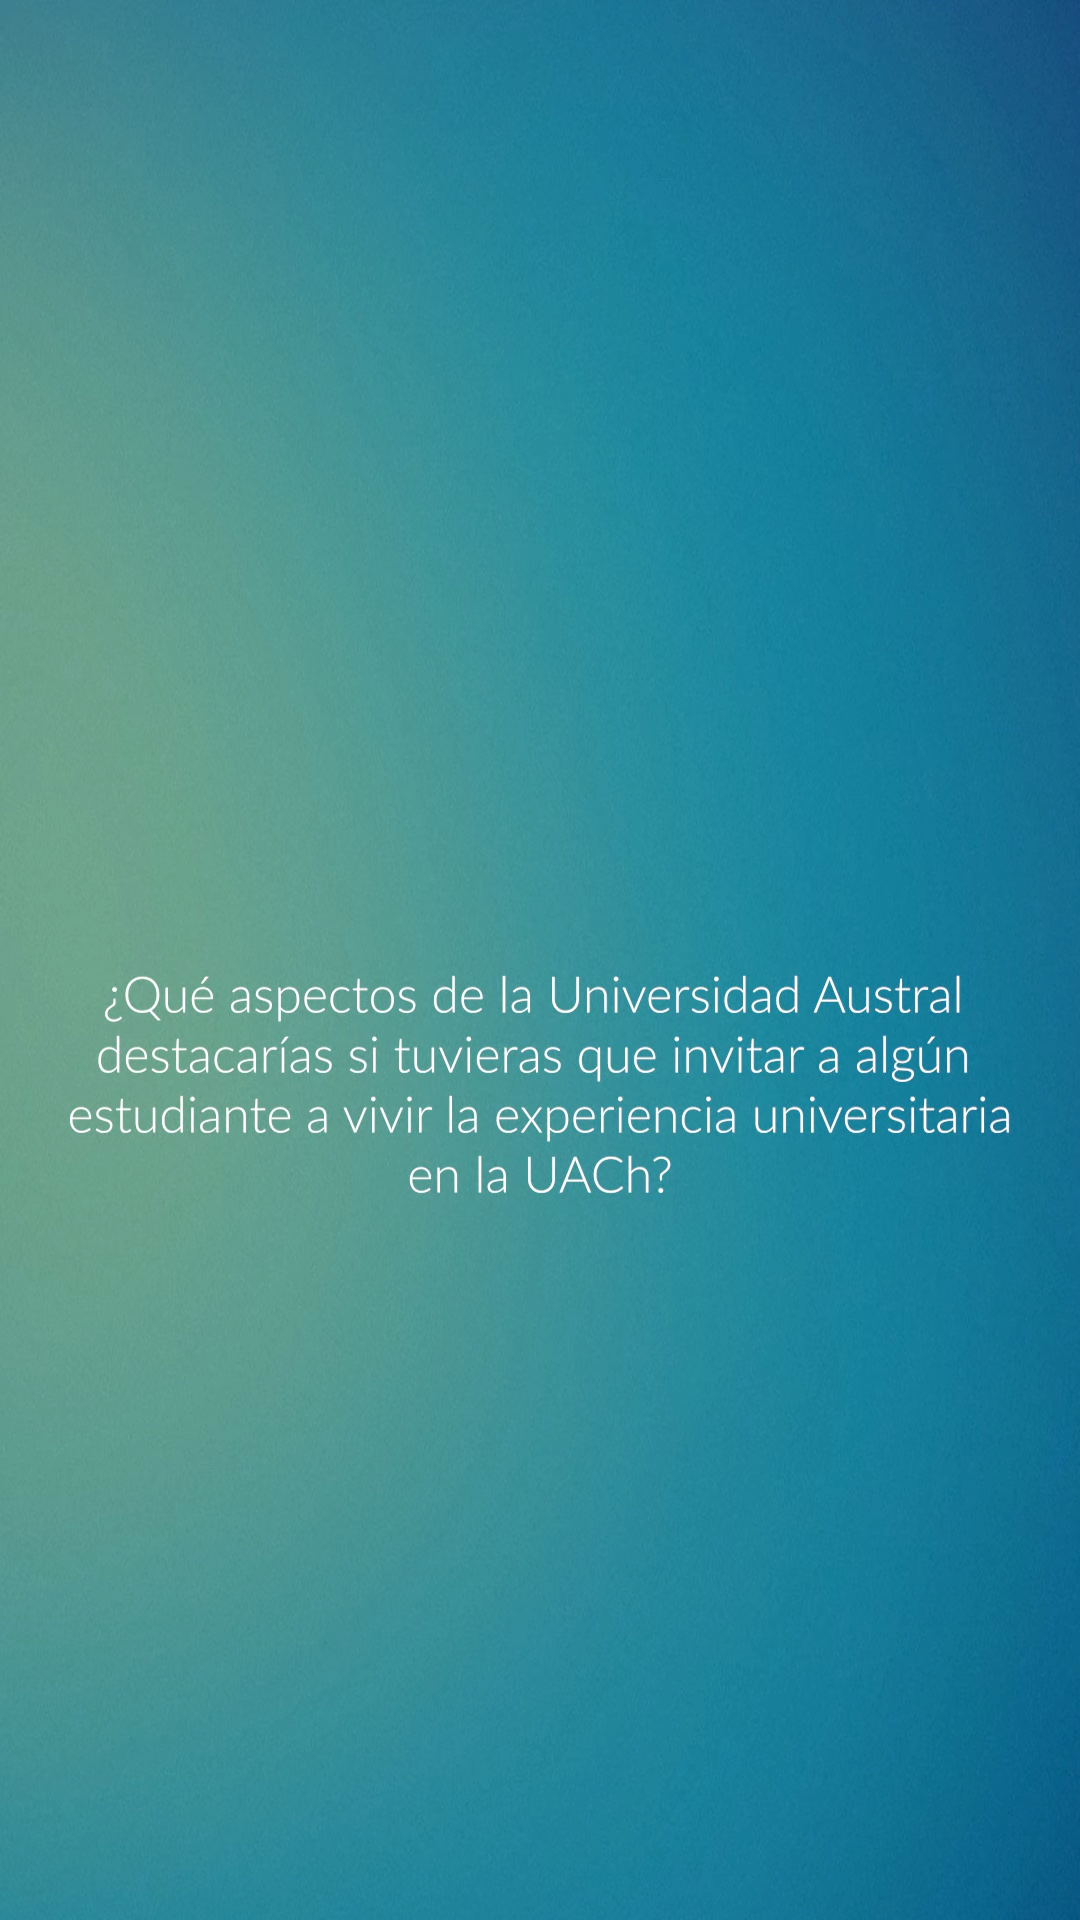 ¿Qué aspectos de la Universidad Austral
destacarías si tuvieras que invitar a algún
estudiante a vivir la experiencia universitaria
en la UACh?